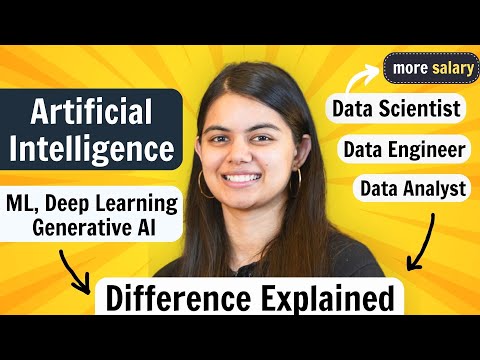 Artificial
Intelligence
ML, Deep Learning
Generative AI
more salary
Data Scientist
Data Engineer
Data Analyst
Difference Explained